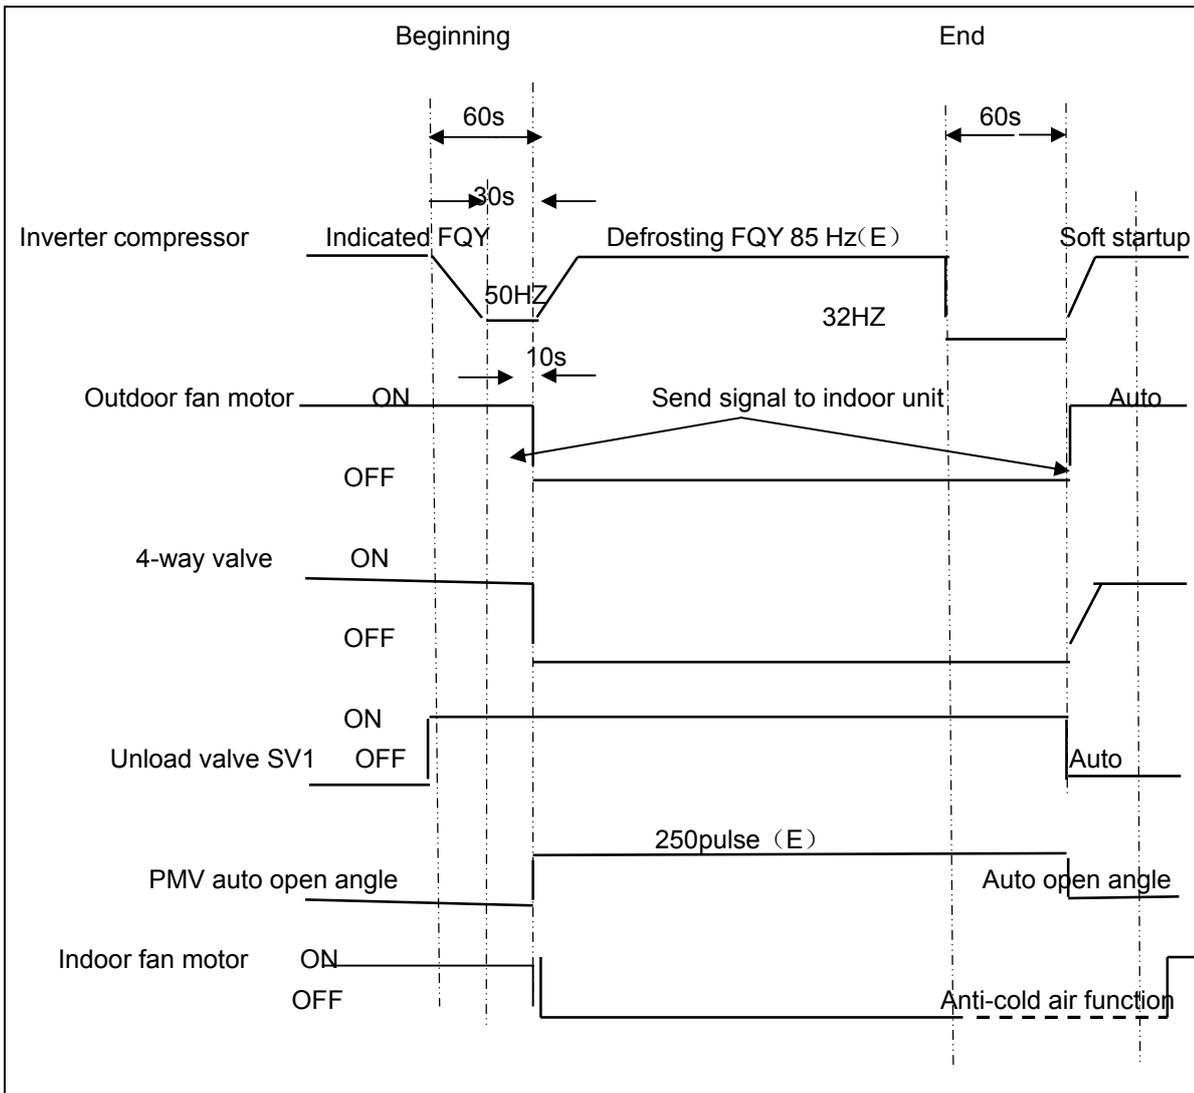 Beginning End
60s 60s
30s
Inverter compressor Indicated FQY Defrosting FQY 85 Hz（E） Soft startup
50HZ
32HZ
10s
Outdoor fan motor ON Send signal to indoor unit Auto
OFF
4-way valve ON
OFF
ON
Unload valve SV1 OFF Auto
250pulse（E）
PMV auto open angle Auto open angle
Indoor fan motor ON
OFF Anti-cold air function